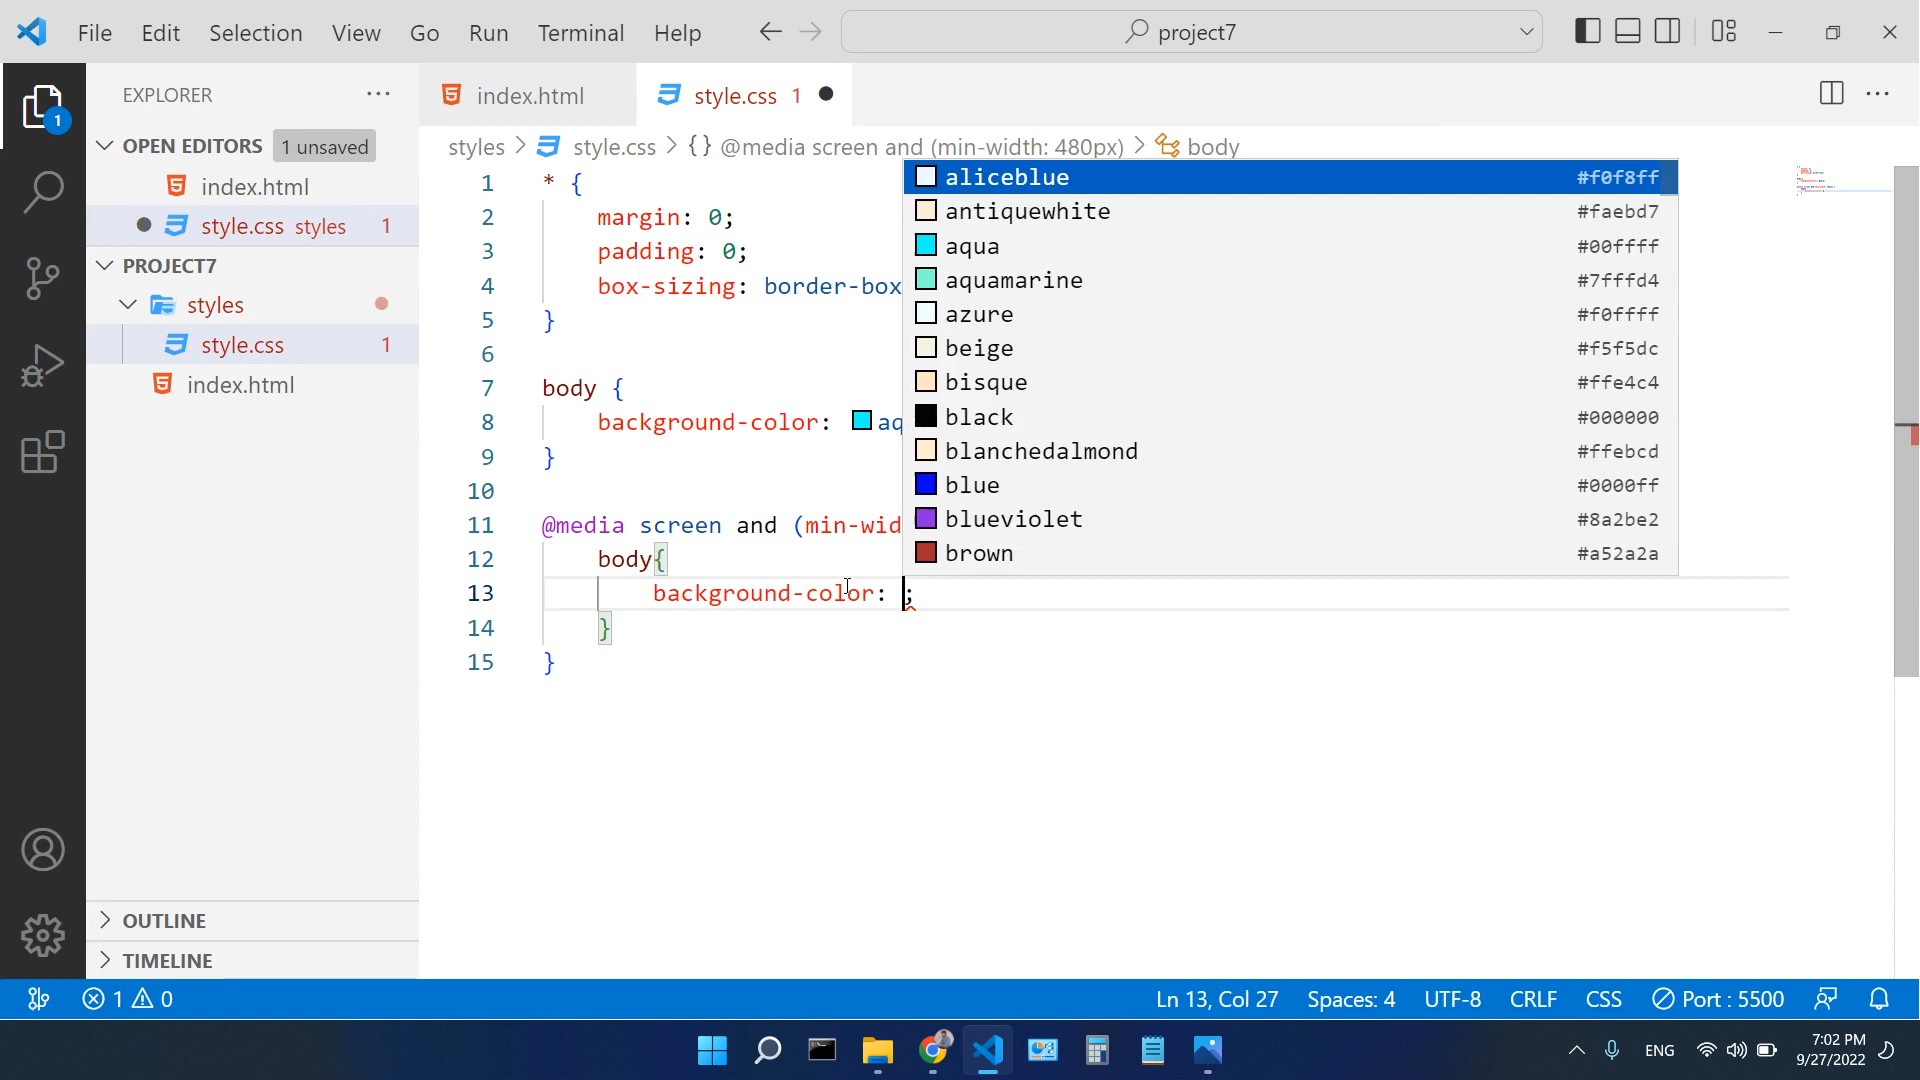 File Edit Selection View Go Run Terminal Help
project7
EXPLORER
OPEN EDITORS 1 unsaved
index.html
style.css styles 1
PROJECT7
styles
style.css 1
index.html
OUTLINE
TIMELINE
1
index.html
style.css 1
styles > style.css > {} @media screen and (min-width: 480px) > body
1 * {
2 margin: 0;
3 padding: 0;
4 box-sizing: border-box
5 }
6
7 body {
8 background-color: aq
9 }
10
11 @media screen and (min-wid
12 body{
13 background-color: ;
14 }
15 }
aliceblue #f0f8ff
antiquewhite #faebd7
aqua #00ffff
aquamarine #7fffd4
azure #f0ffff
beige #f5f5dc
bisque #ffe4c4
black #000000
blanchedalmond #ffebcd
blue #0000ff
blueviolet #8a2be2
brown #a52a2a
1 0
Ln 13, Col 27 Spaces: 4 UTF-8 CRLF CSS Port : 5500
ENG
7:02 PM
9/27/2022